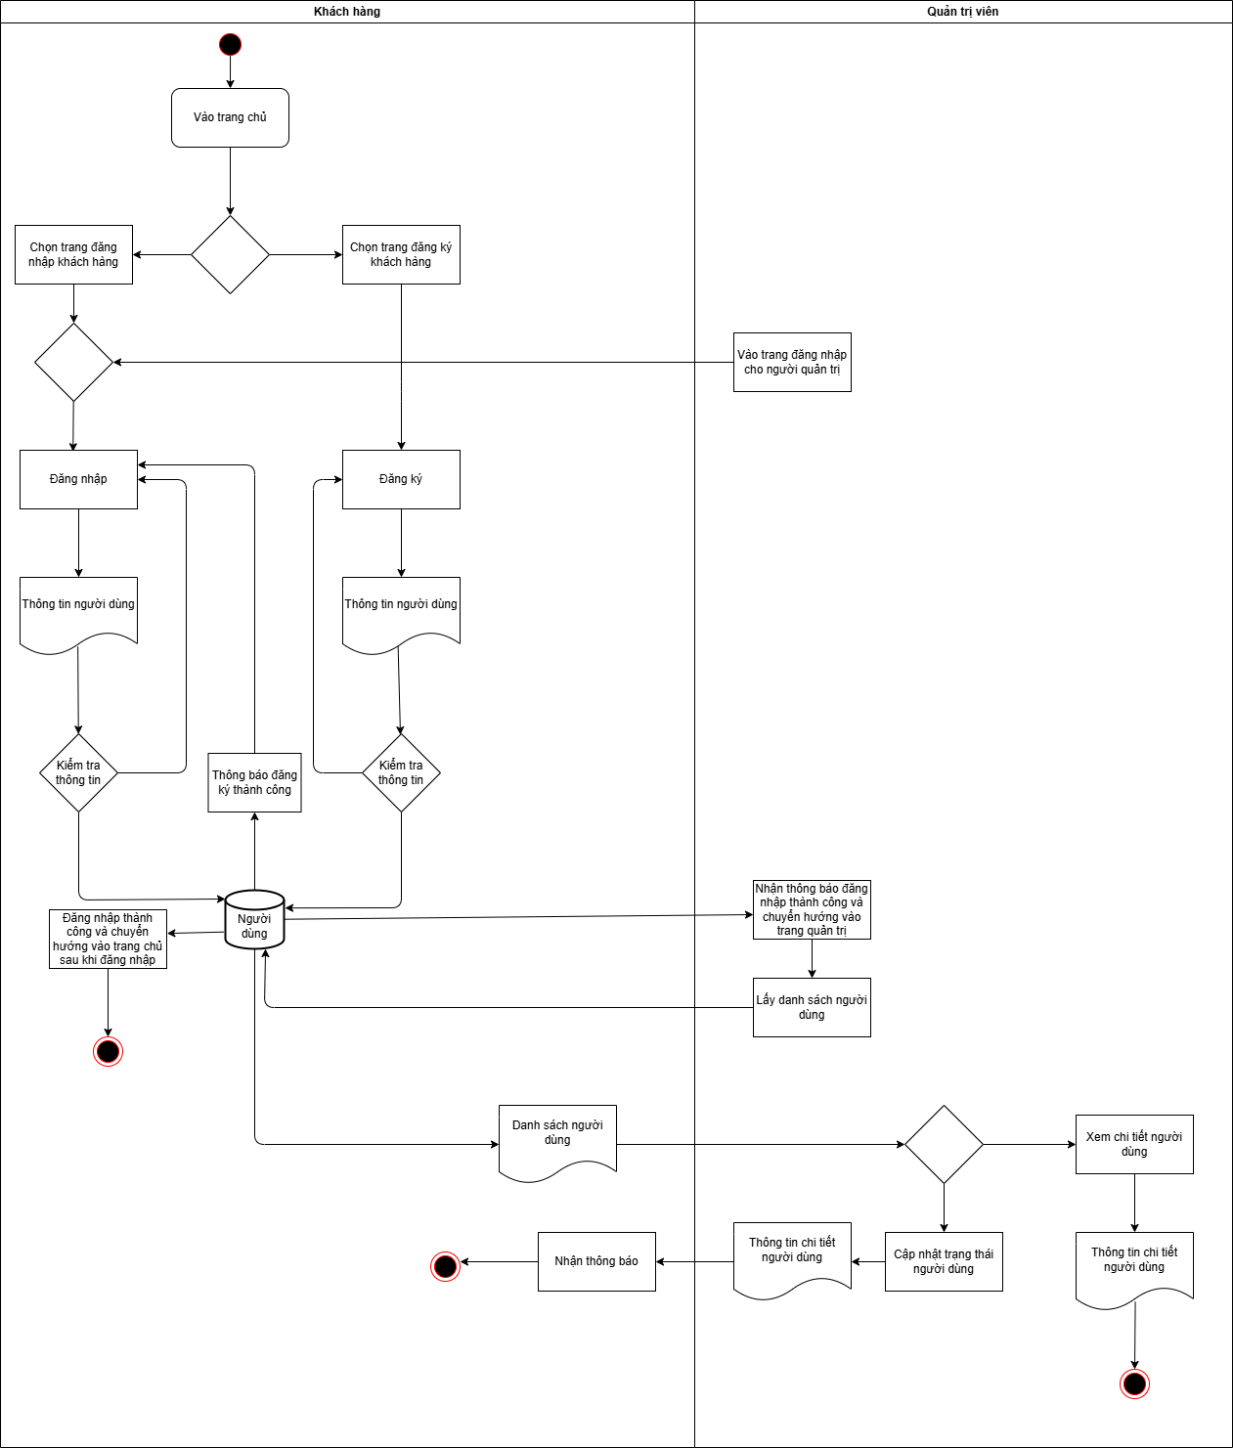 Khách hàng
Quản trị viên
Vào trang chủ
Chọn trang đăng
nhập khách hàng
Chọn trang đăng ký
khách hàng
Vào trang đăng nhập
cho người quản trị
Đăng nhập
Đăng ký
Thông tin người dùng
Thông tin người dùng
Kiểm tra
thông tin
Thông báo đăng
ký thành công
Kiểm tra
thông tin
Người
dùng
Đăng nhập thành
công và chuyển
hướng vào trang chủ
sau khi đăng nhập
Nhận thông báo đăng
nhập thành công và
chuyển hướng vào
trang quản trị
Lấy danh sách người
dùng
Danh sách người
dùng
Xem chi tiết người
dùng
Nhận thông báo
Thông tin chi tiết
người dùng
Cập nhật trạng thái
người dùng
Thông tin chi tiết
người dùng